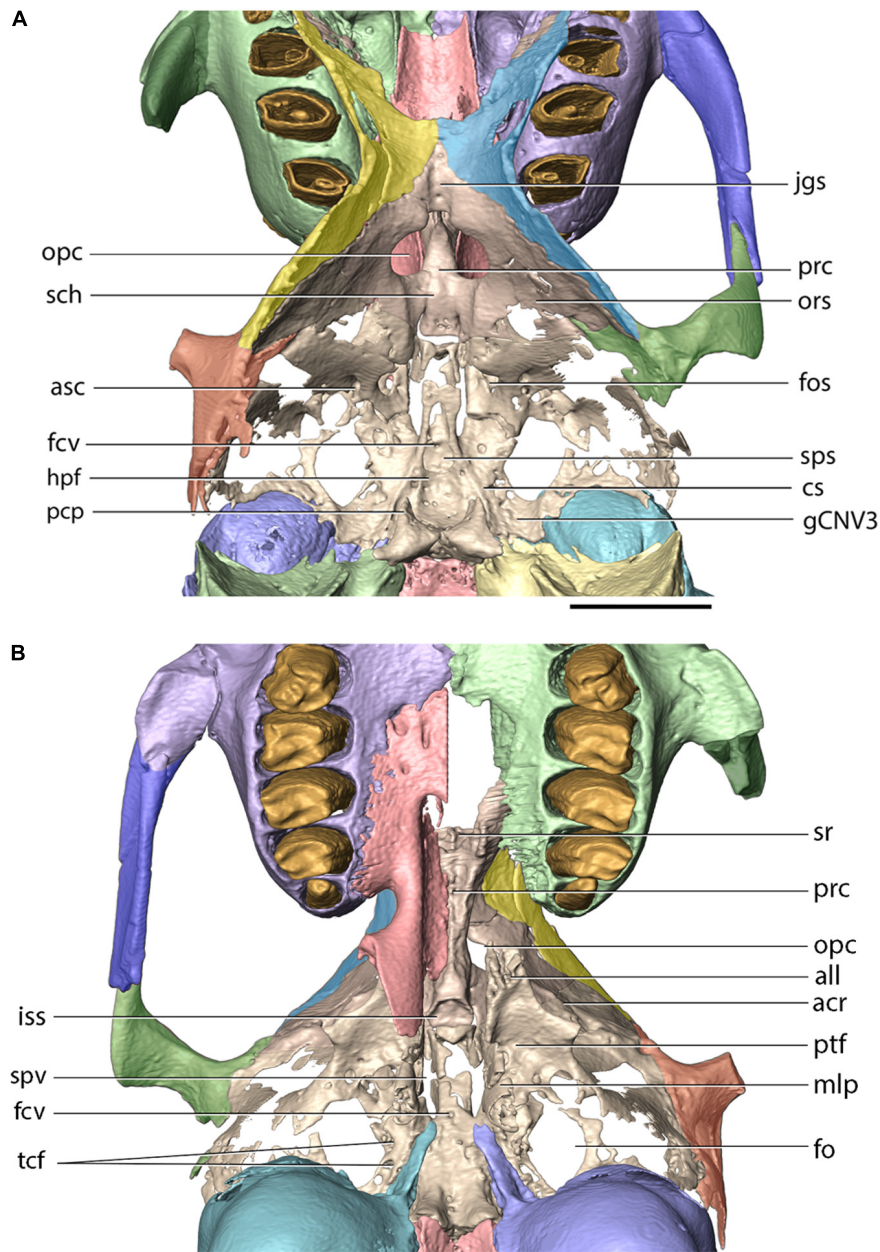 A
jgs
opc
prc
sch
ors
asc
fos
fcv
sps
hpf
cs
pcp
gCNV3
B
sr
prc
opc
all
acr
iss
ptf
spv
mlp
fcv
fo
tcf